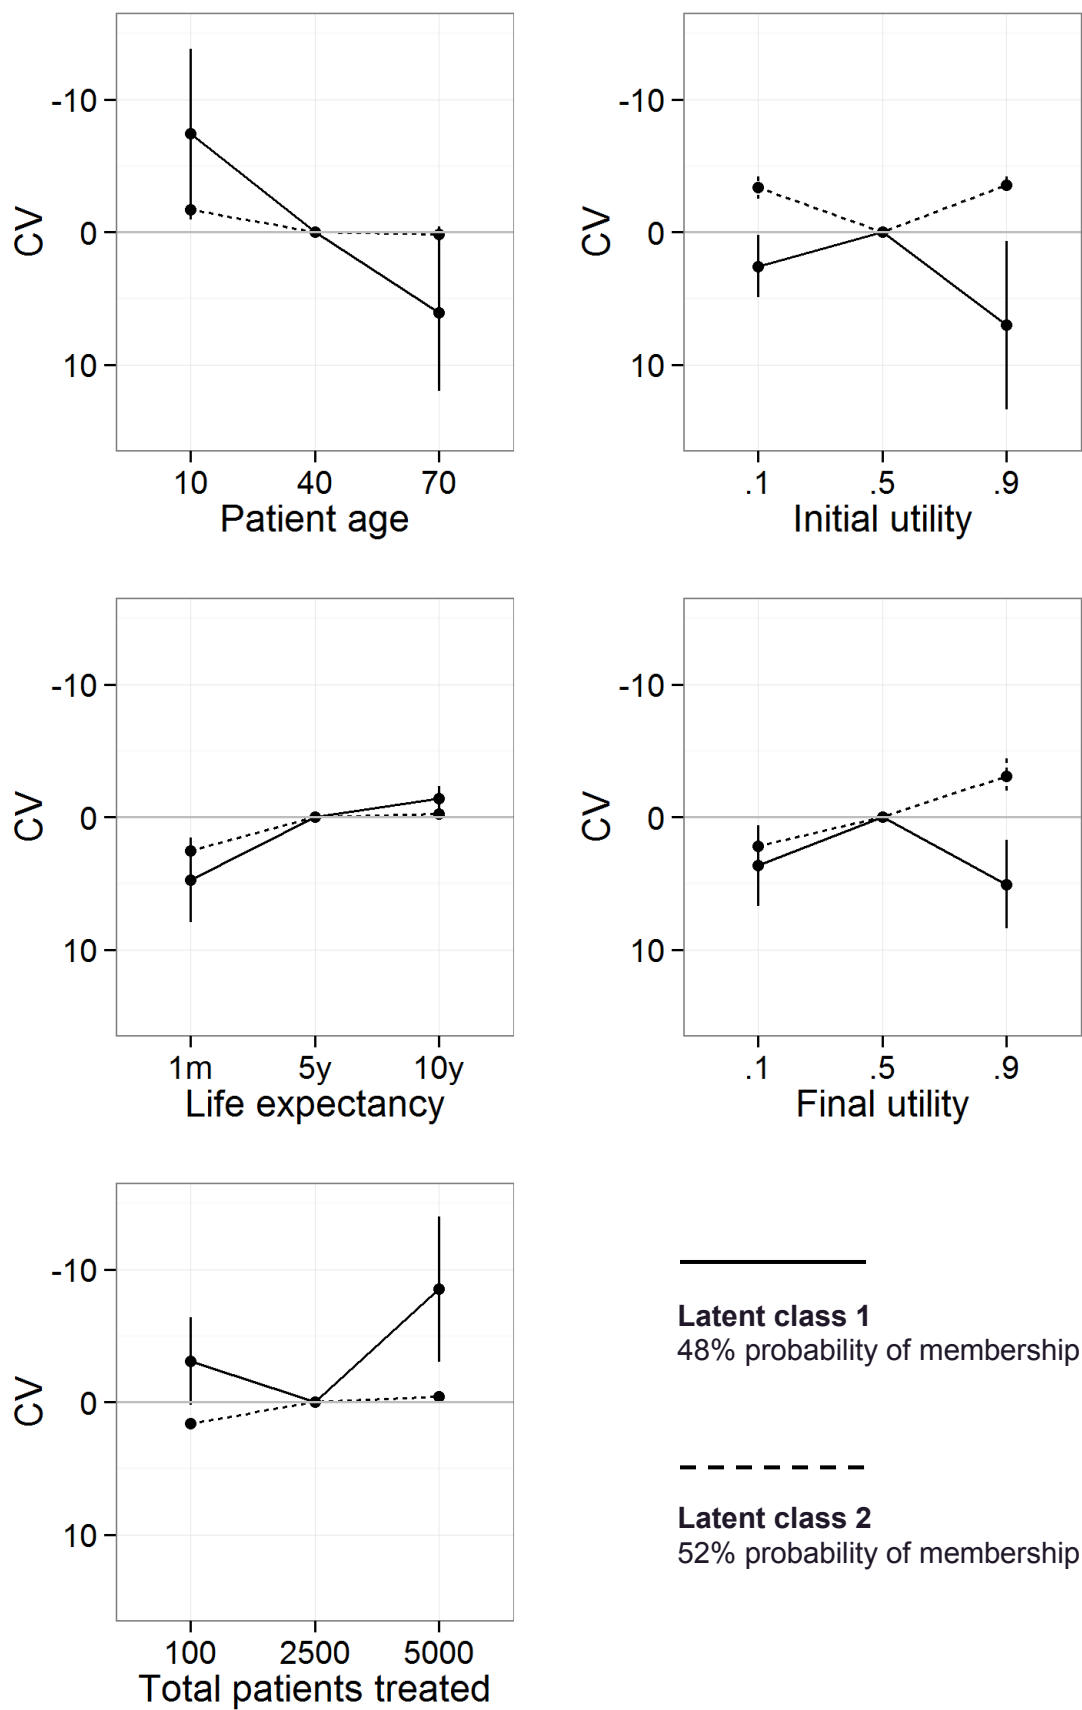 -10
0
10
CV
10 40 70
Patient age
-10
0
10
CV
.1 .5 .9
Initial utility
-10
0
10
CV
1m 5y 10y
Life expectancy
-10
0
10
CV
.1 .5 .9
Final utility
-10
0
10
CV
100 2500 5000
Total patients treated
Latent class 1
48% probability of membership
Latent class 2
52% probability of membership